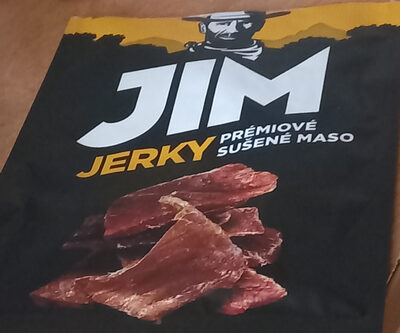 JIM
JERKY PRÉMIOVÉ
SUŠENÉ MASO